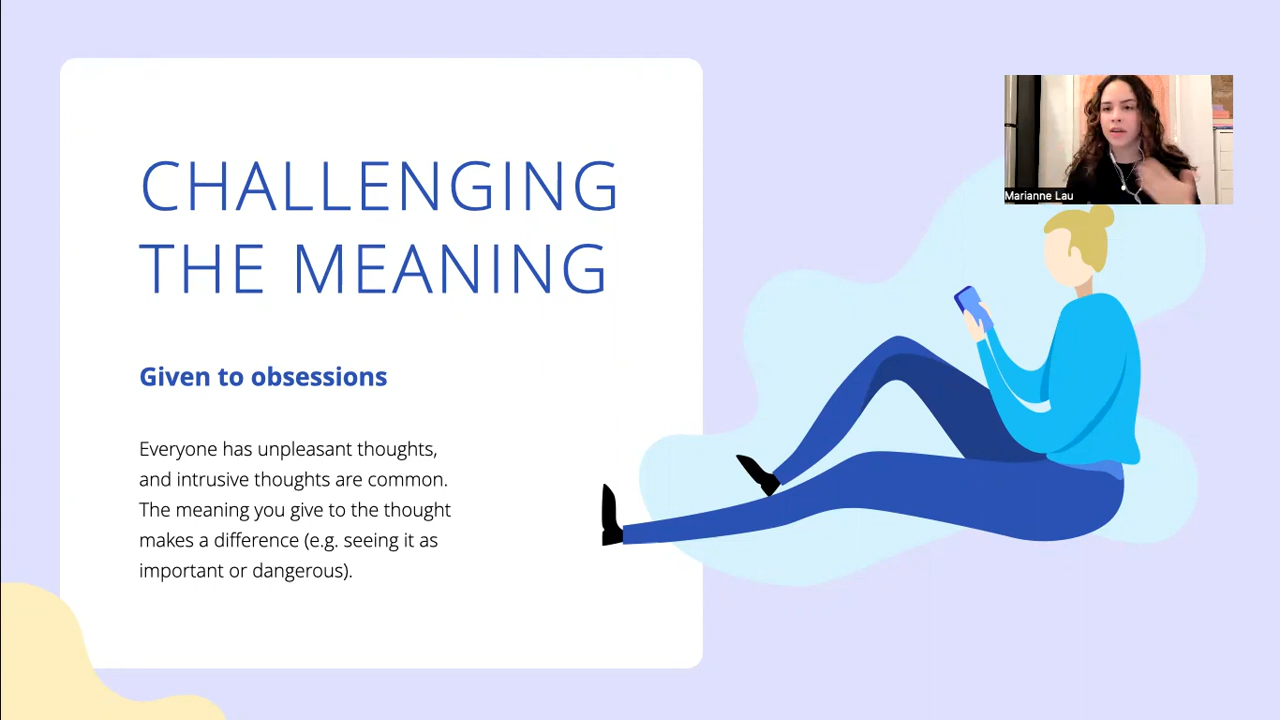 CHALLENGING
THE MEANING
Given to obsessions
Everyone has unpleasant thoughts,
and intrusive thoughts are common.
The meaning you give to the thought
makes a difference (e.g. seeing it as
important or dangerous).
Marianne Lau